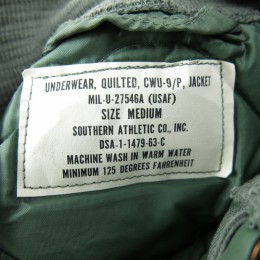 UNDERWEAR, QUILTED, CWU-9/P, JACKET
MIL-U-27546A (USAF)
SIZE MEDIUM
SOUTHERN ATHLETIC CO., INC.
DSA-1-1479-63-C
MACHINE WASH IN WARM WATER
MINIMUM 125 DEGREES FAHRENHEIT